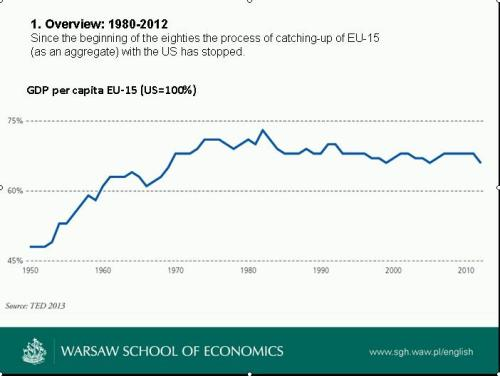 1. Overview: 1980-2012
Since the beginning of the eighties the process of catching-up of EU-15
(as an aggregate) with the US has stopped.
GDP per capita EU-15 (US=100%)
75%
60%
45%
1950 1960 1970 1980 1990 2000 2010
Source: TED 2013
WARSAW SCHOOL OF ECONOMICS
www.sgh.waw.pl/english